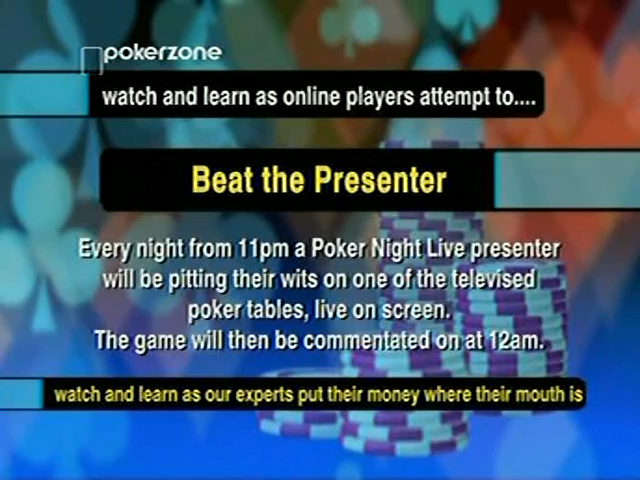 pokerzone
watch and learn as online players attempt to....
Beat the Presenter
Every night from 11pm a Poker Night Live presenter
will be pitting their wits on one of the televised
poker tables, live on screen.
The game will then be commentated on at 12am.
watch and learn as our experts put their money where their mouth is